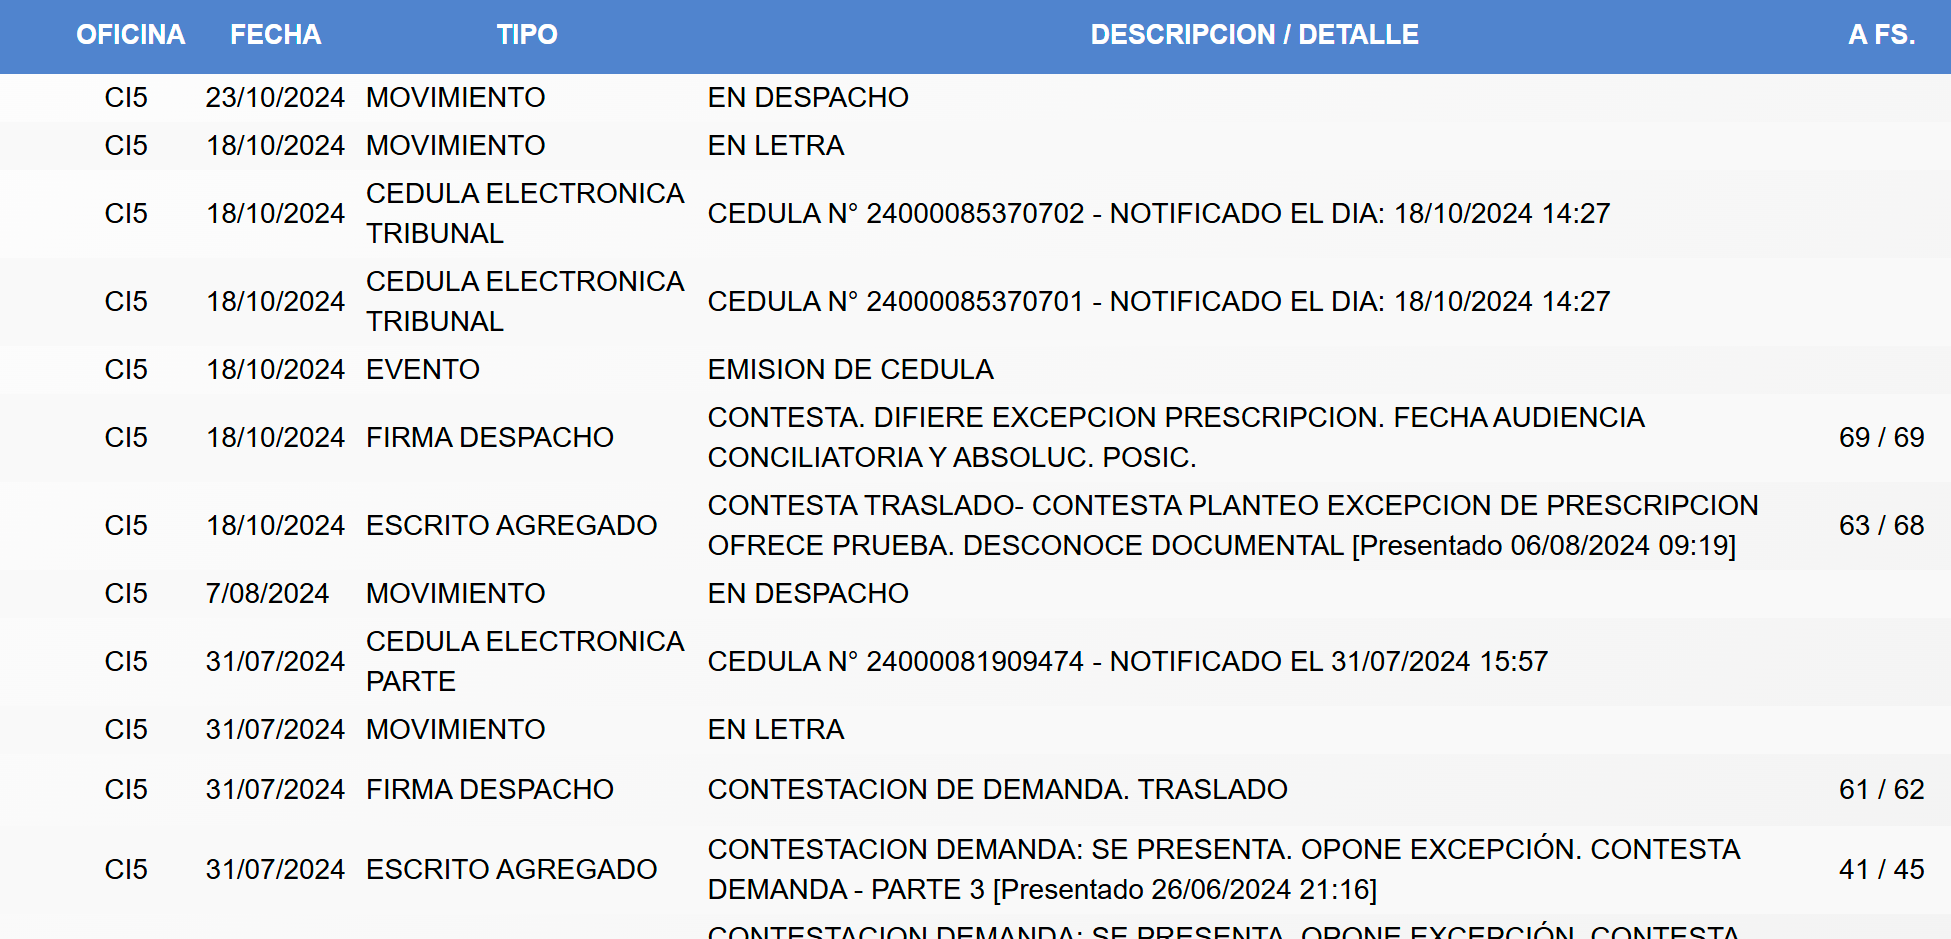 OFICINA FECHA TIPO DESCRIPCION / DETALLE A FS.
CI5 23/10/2024 MOVIMIENTO EN DESPACHO
CI5 18/10/2024 MOVIMIENTO EN LETRA
CI5 18/10/2024 CEDULA ELECTRONICA TRIBUNAL CEDULA N° 24000085370702 - NOTIFICADO EL DIA: 18/10/2024 14:27
CI5 18/10/2024 CEDULA ELECTRONICA TRIBUNAL CEDULA N° 24000085370701 - NOTIFICADO EL DIA: 18/10/2024 14:27
CI5 18/10/2024 EVENTO EMISION DE CEDULA
CI5 18/10/2024 FIRMA DESPACHO CONTESTA. DIFIERE EXCEPCION PRESCRIPCION. FECHA AUDIENCIA
CONCILIATORIA Y ABSOLUC. POSIC. 69 / 69
CI5 18/10/2024 ESCRITO AGREGADO CONTESTA TRASLADO- CONTESTA PLANTEO EXCEPCION DE PRESCRIPCION
OFRECE PRUEBA. DESCONOCE DOCUMENTAL [Presentado 06/08/2024 09:19] 63 / 68
CI5 7/08/2024 MOVIMIENTO EN DESPACHO
CI5 31/07/2024 CEDULA ELECTRONICA PARTE CEDULA N° 24000081909474 - NOTIFICADO EL 31/07/2024 15:57
CI5 31/07/2024 MOVIMIENTO EN LETRA
CI5 31/07/2024 FIRMA DESPACHO CONTESTACION DE DEMANDA. TRASLADO 61 / 62
CI5 31/07/2024 ESCRITO AGREGADO CONTESTACION DEMANDA: SE PRESENTA. OPONE EXCEPCIÓN. CONTESTA
DEMANDA - PARTE 3 [Presentado 26/06/2024 21:16] 41 / 45
CONTESTACION DEMANDA: SE PRESENTA. OPONE EXCEPCIÓN. CONTESTA